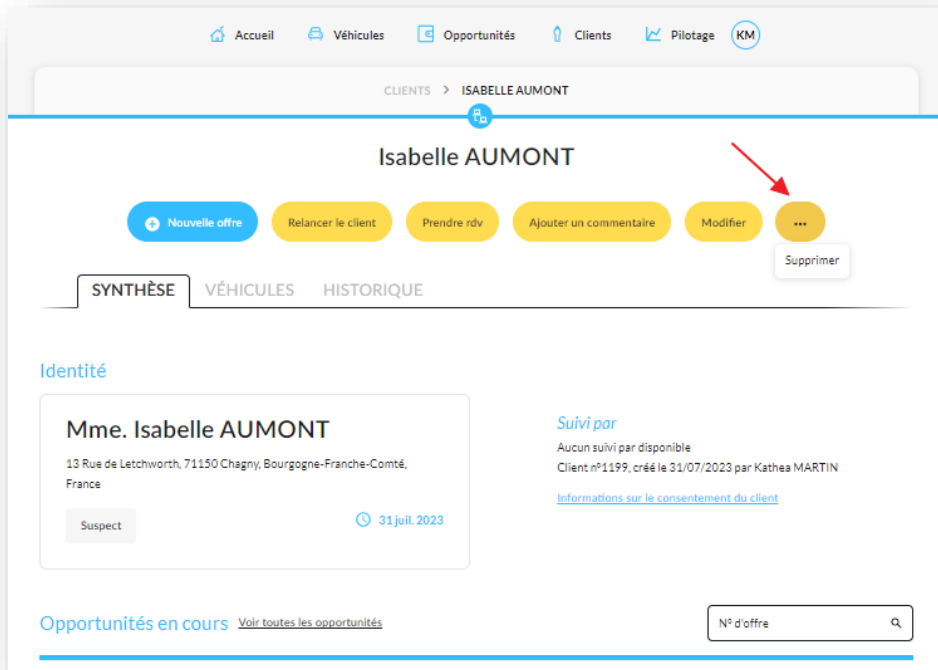 Accueil Véhicules Opportunités Clients Pilotage KM
CLIENTS > ISABELLE AUMONT
Isabelle AUMONT
Nouvelle offre Relancer le client Prendre rdv Ajouter un commentaire Modifier ...
Supprimer
SYNTHÈSE VÉHICULES HISTORIQUE
Identité
Mme. Isabelle AUMONT
13 Rue de Letchworth, 71150 Chagny, Bourgogne-Franche-Comté,
France
Suspect 31 juil. 2023
Suivi par
Aucun suivi par disponible
Client nº1199, créé le 31/07/2023 par Kathea MARTIN
Informations sur le consentement du client
Opportunités en cours Voir toutes les opportunités Nº d'offre